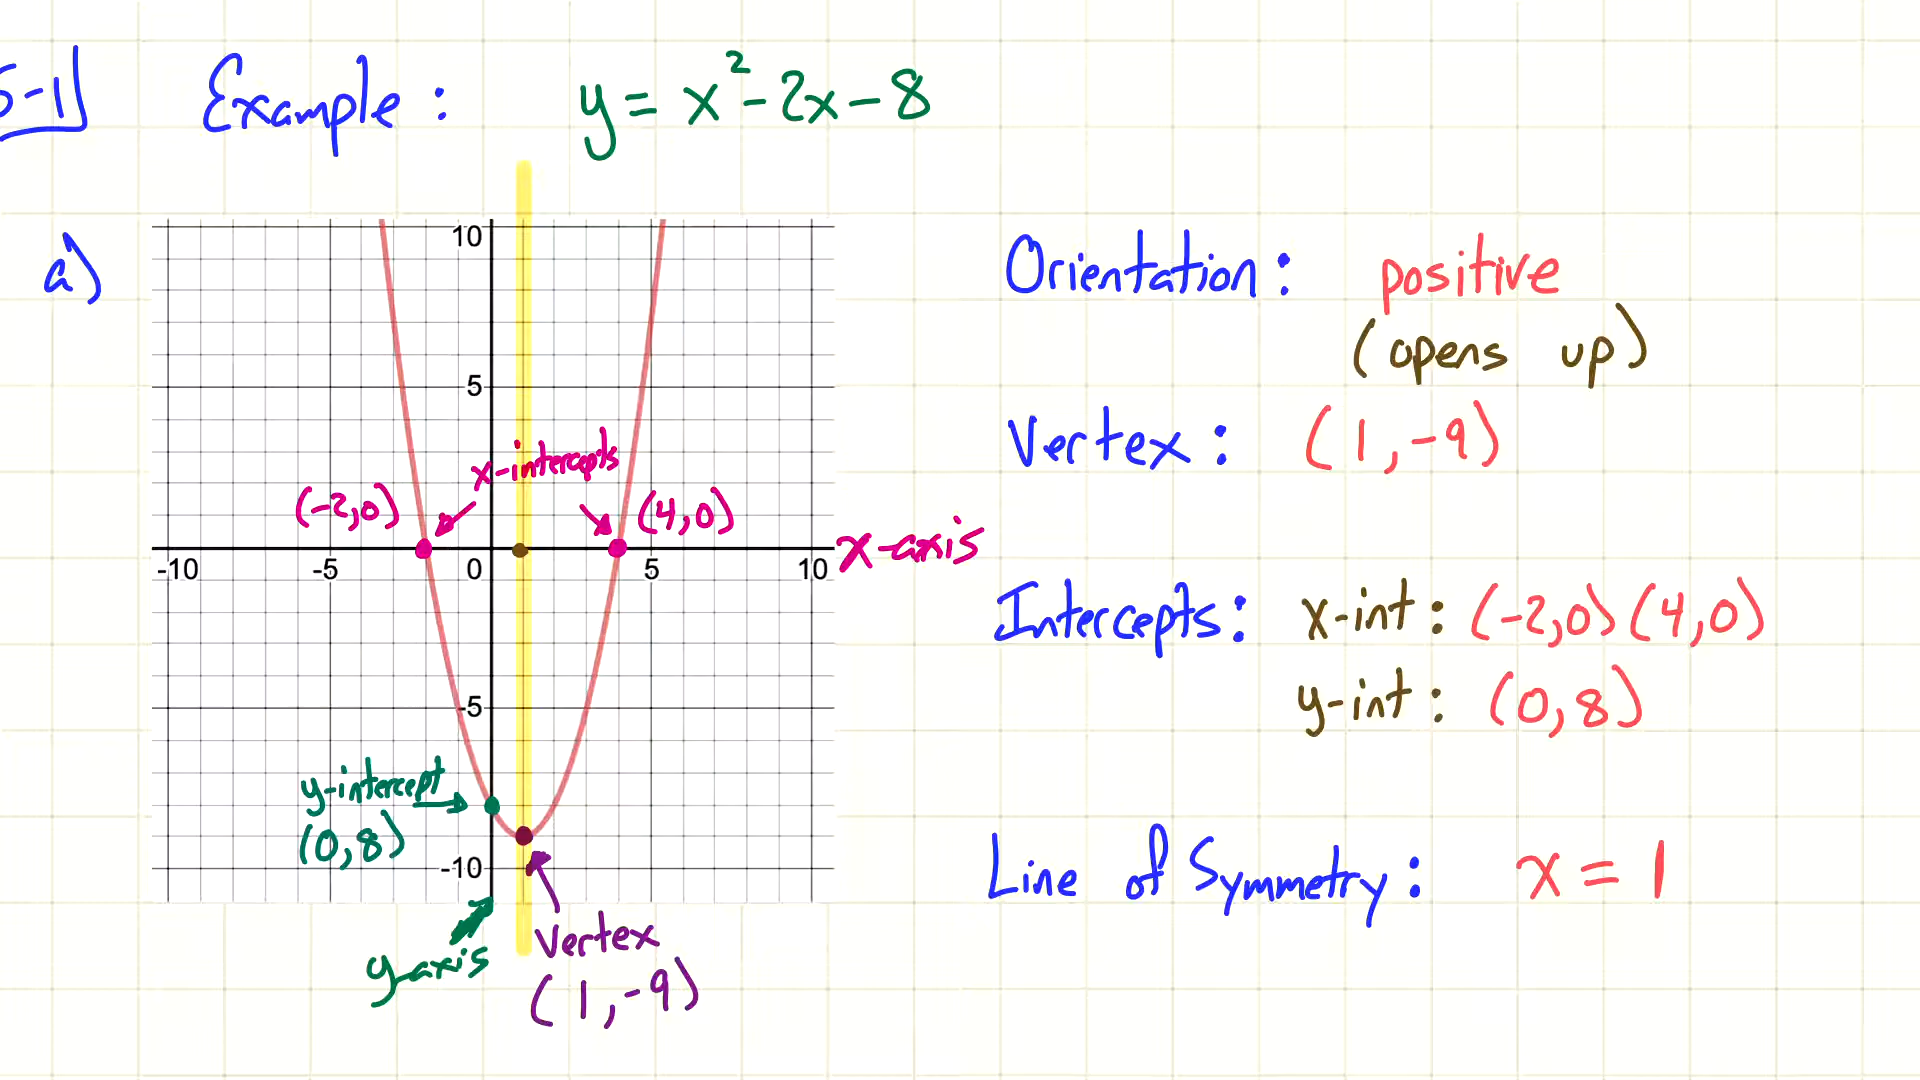 5-1] Example: y = x² - 2x - 8
a)
10
5
x-intercepts
(-2,0) (4,0)
-10 -5 0 5 10 x-axis
-5
y-intercept
(0,8)
-10
y-axis
Vertex
(1,-9)
Orientation: positive
(opens up)
Vertex: (1,-9)
Intercepts: x-int: (-2,0) (4,0)
y-int: (0,8)
Line of Symmetry: x = 1